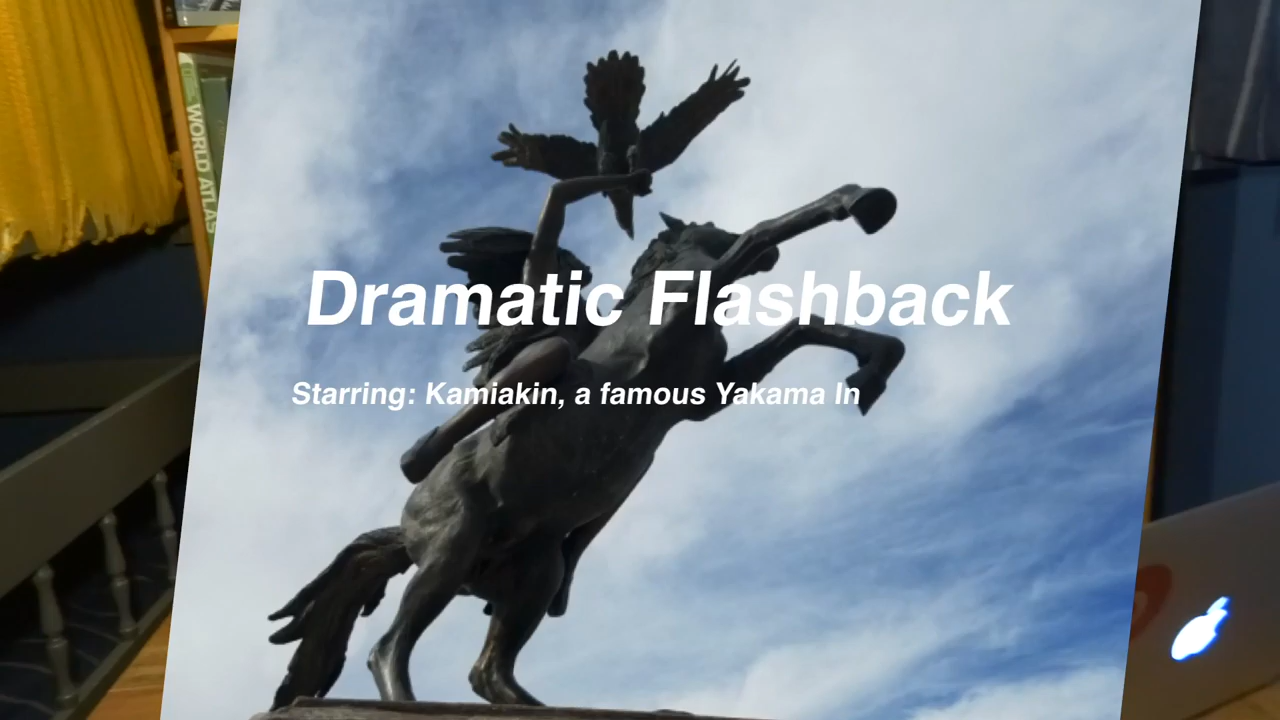 WORLD ATLAS
Dramatic Flashback
Starring: Kamiakin, a famous Yakama In